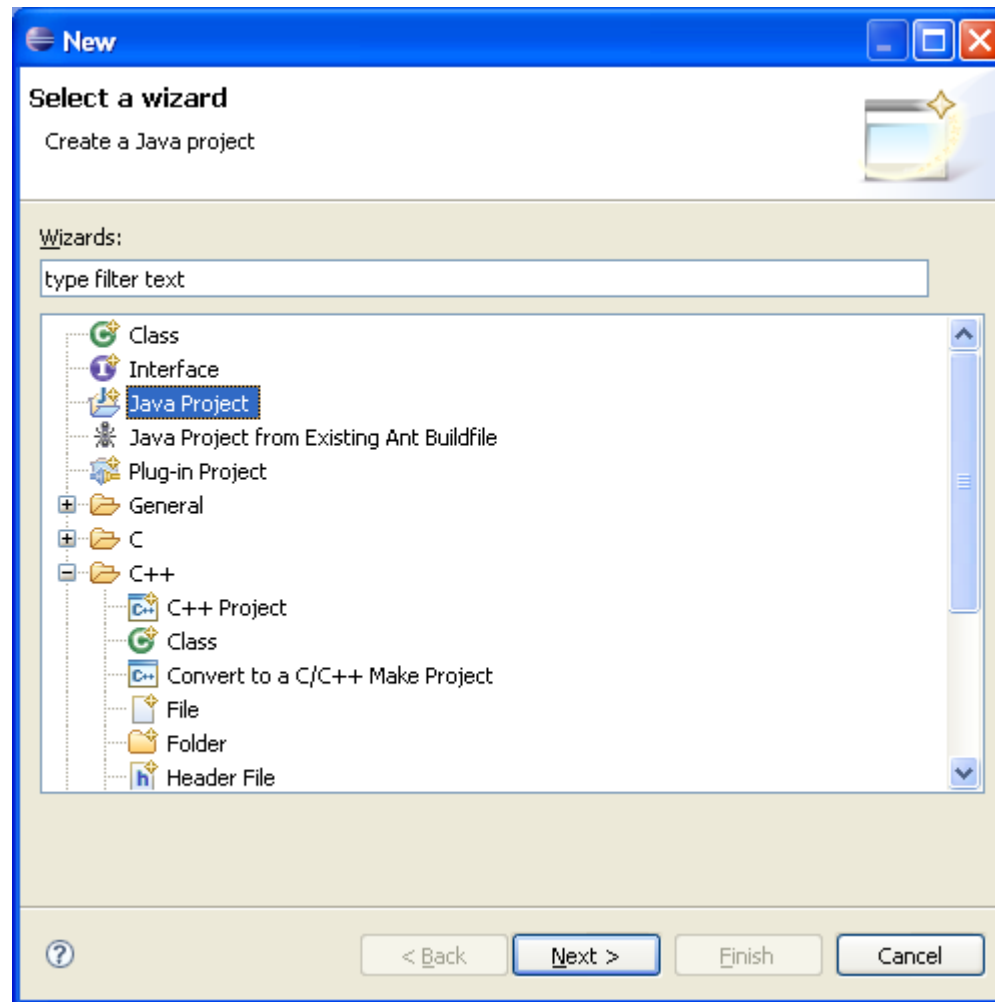 New
Select a wizard
Create a Java project
Wizards:
type filter text
Class
Interface
Java Project
Java Project from Existing Ant Buildfile
Plug-in Project
General
C
C++
C++ Project
Class
Convert to a C/C++ Make Project
File
Folder
Header File
< Back Next > Finish Cancel